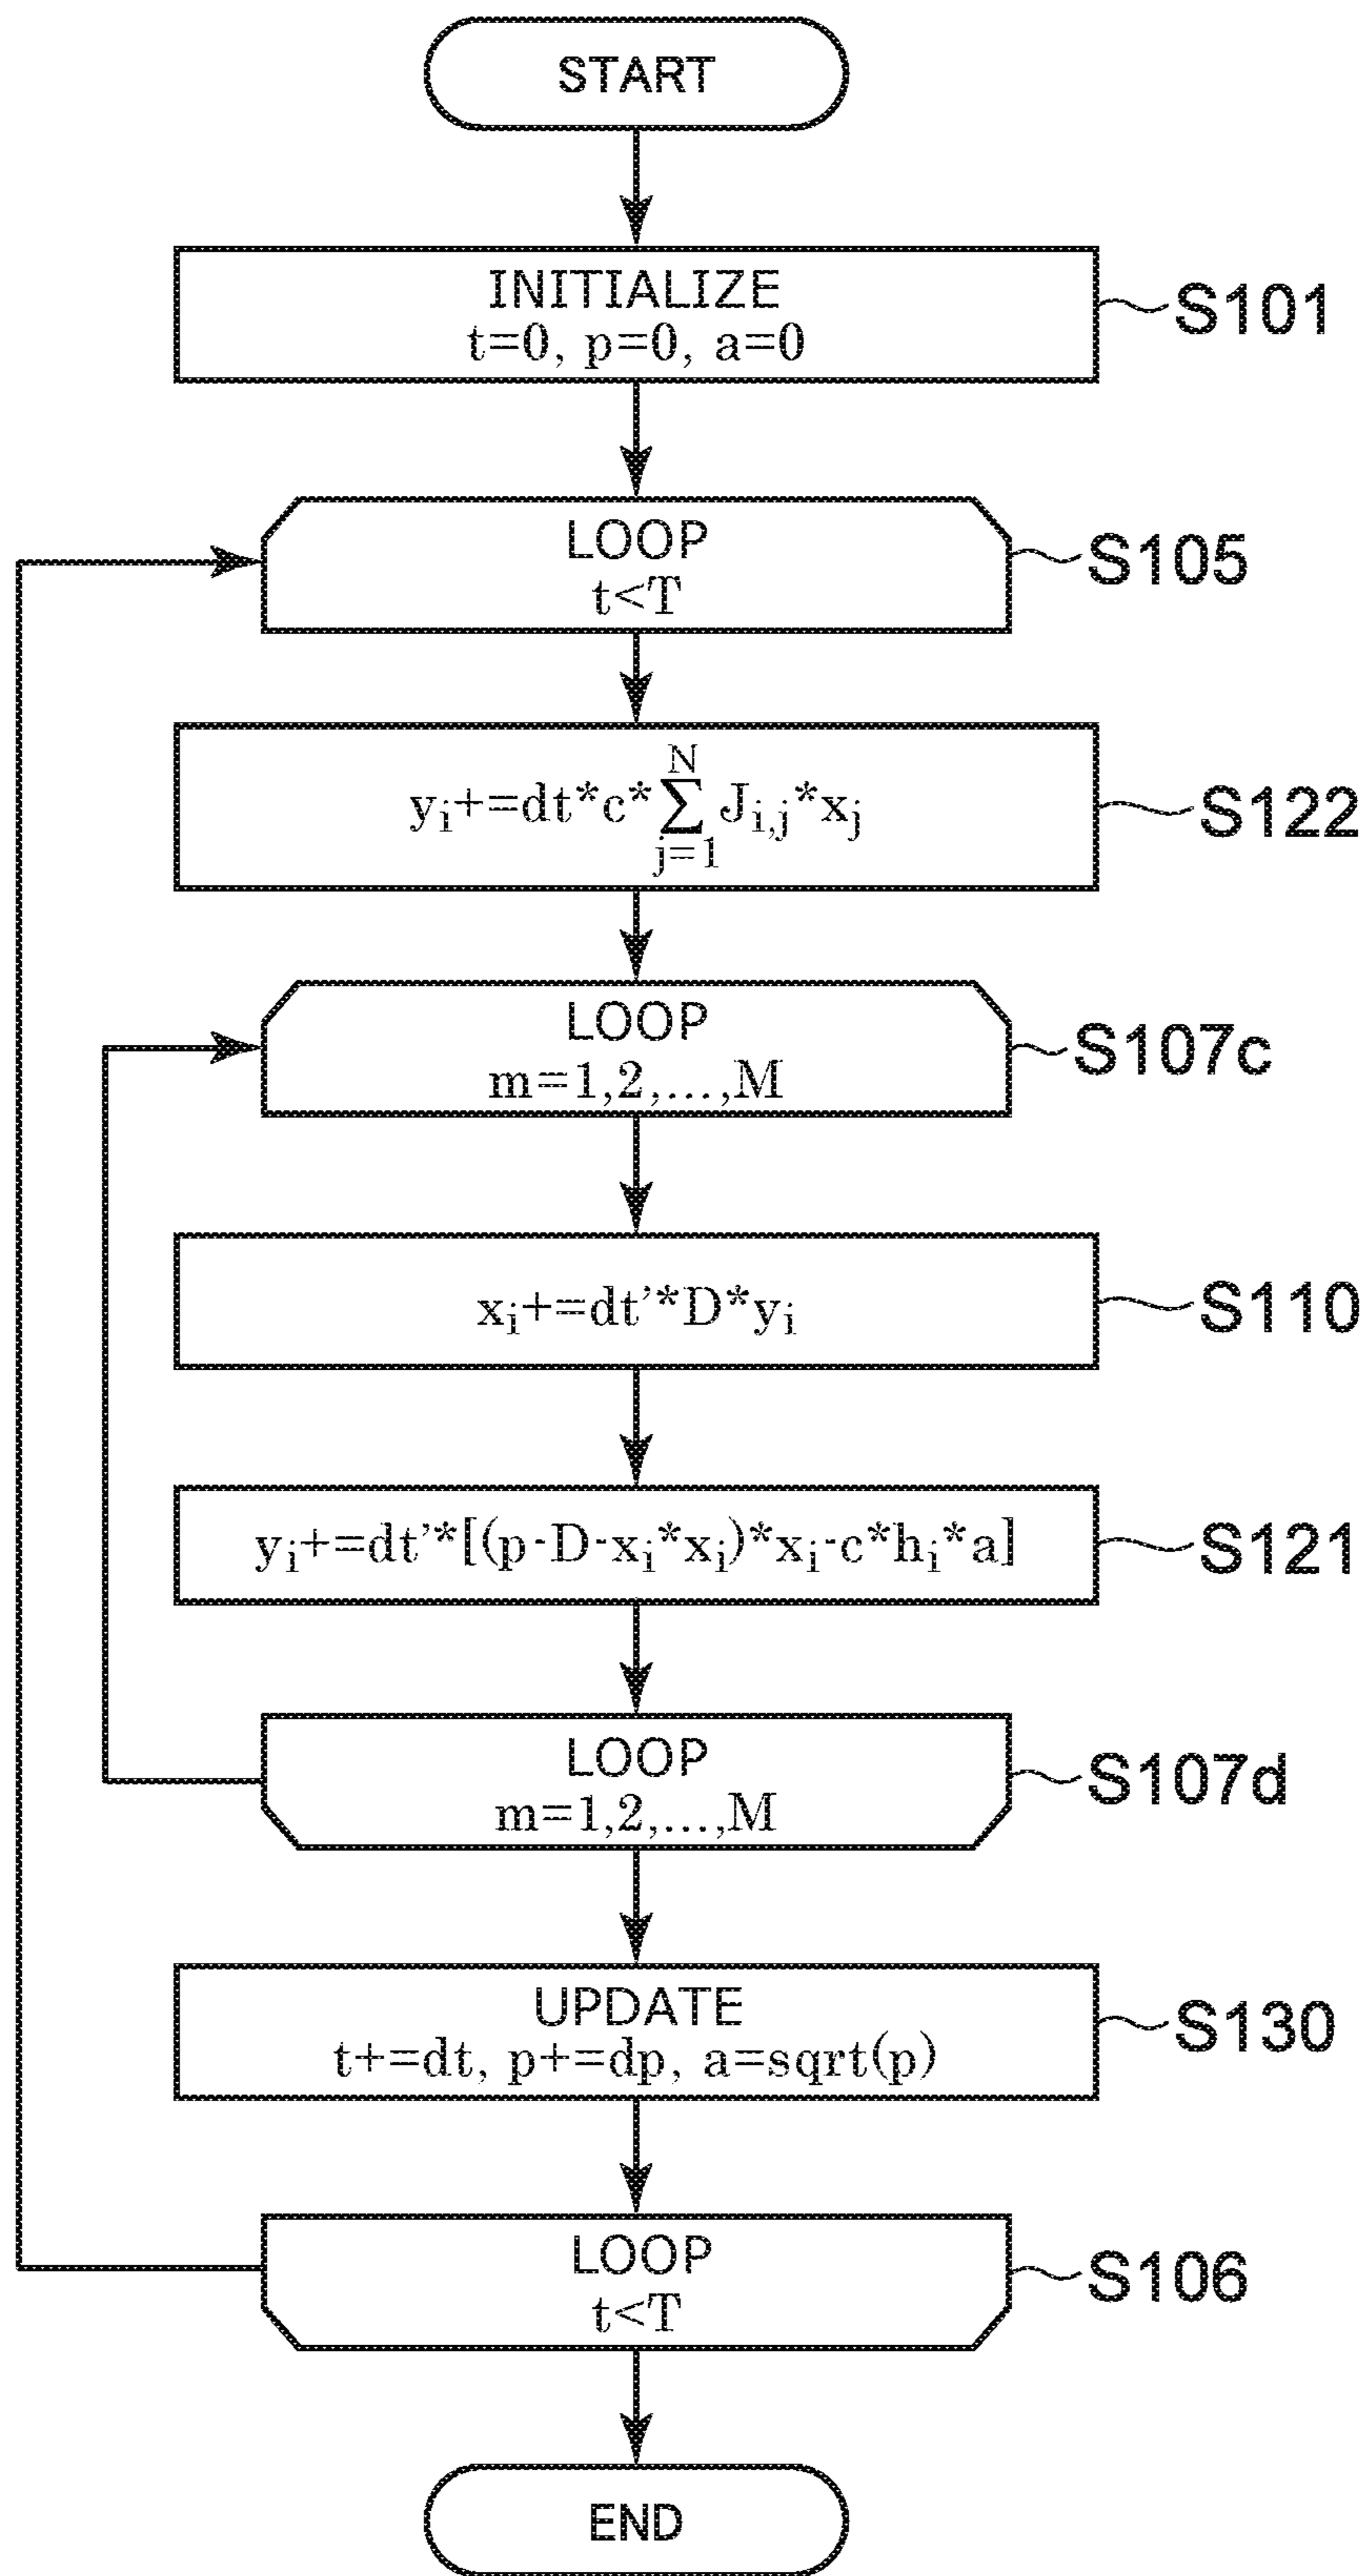 START
INITIALIZE
t=0, p=0, a=0
S101
LOOP
t<T
S105
yᵢ+=dt*c*∑ᴺⱼ₌₁ Jᵢ,ⱼ*xⱼ
S122
LOOP
m=1,2,...,M
S107c
xᵢ+=dt'*D*yᵢ
S110
yᵢ+=dt'*[(p-D-xᵢ*xᵢ)*xᵢ-c*hᵢ*a]
S121
LOOP
m=1,2,...,M
S107d
UPDATE
t+=dt, p+=dp, a=sqrt(p)
S130
LOOP
t<T
S106
END